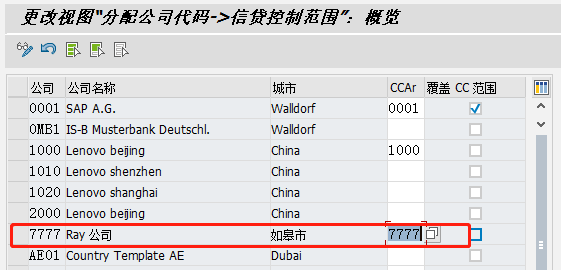 更改视图"分配公司代码->信贷控制范围": 概览
公司 公司名称 城市 CCAr 覆盖 CC 范围
0001 SAP A.G. Walldorf 0001
0MB1 IS-B Musterbank Deutschl. Walldorf
1000 Lenovo beijing China 1000
1010 Lenovo shenzhen China
1020 Lenovo shanghai China
2000 Lenovo beijing China
7777 Ray 公司 如皋市 7777
AE01 Country Template AE Dubai